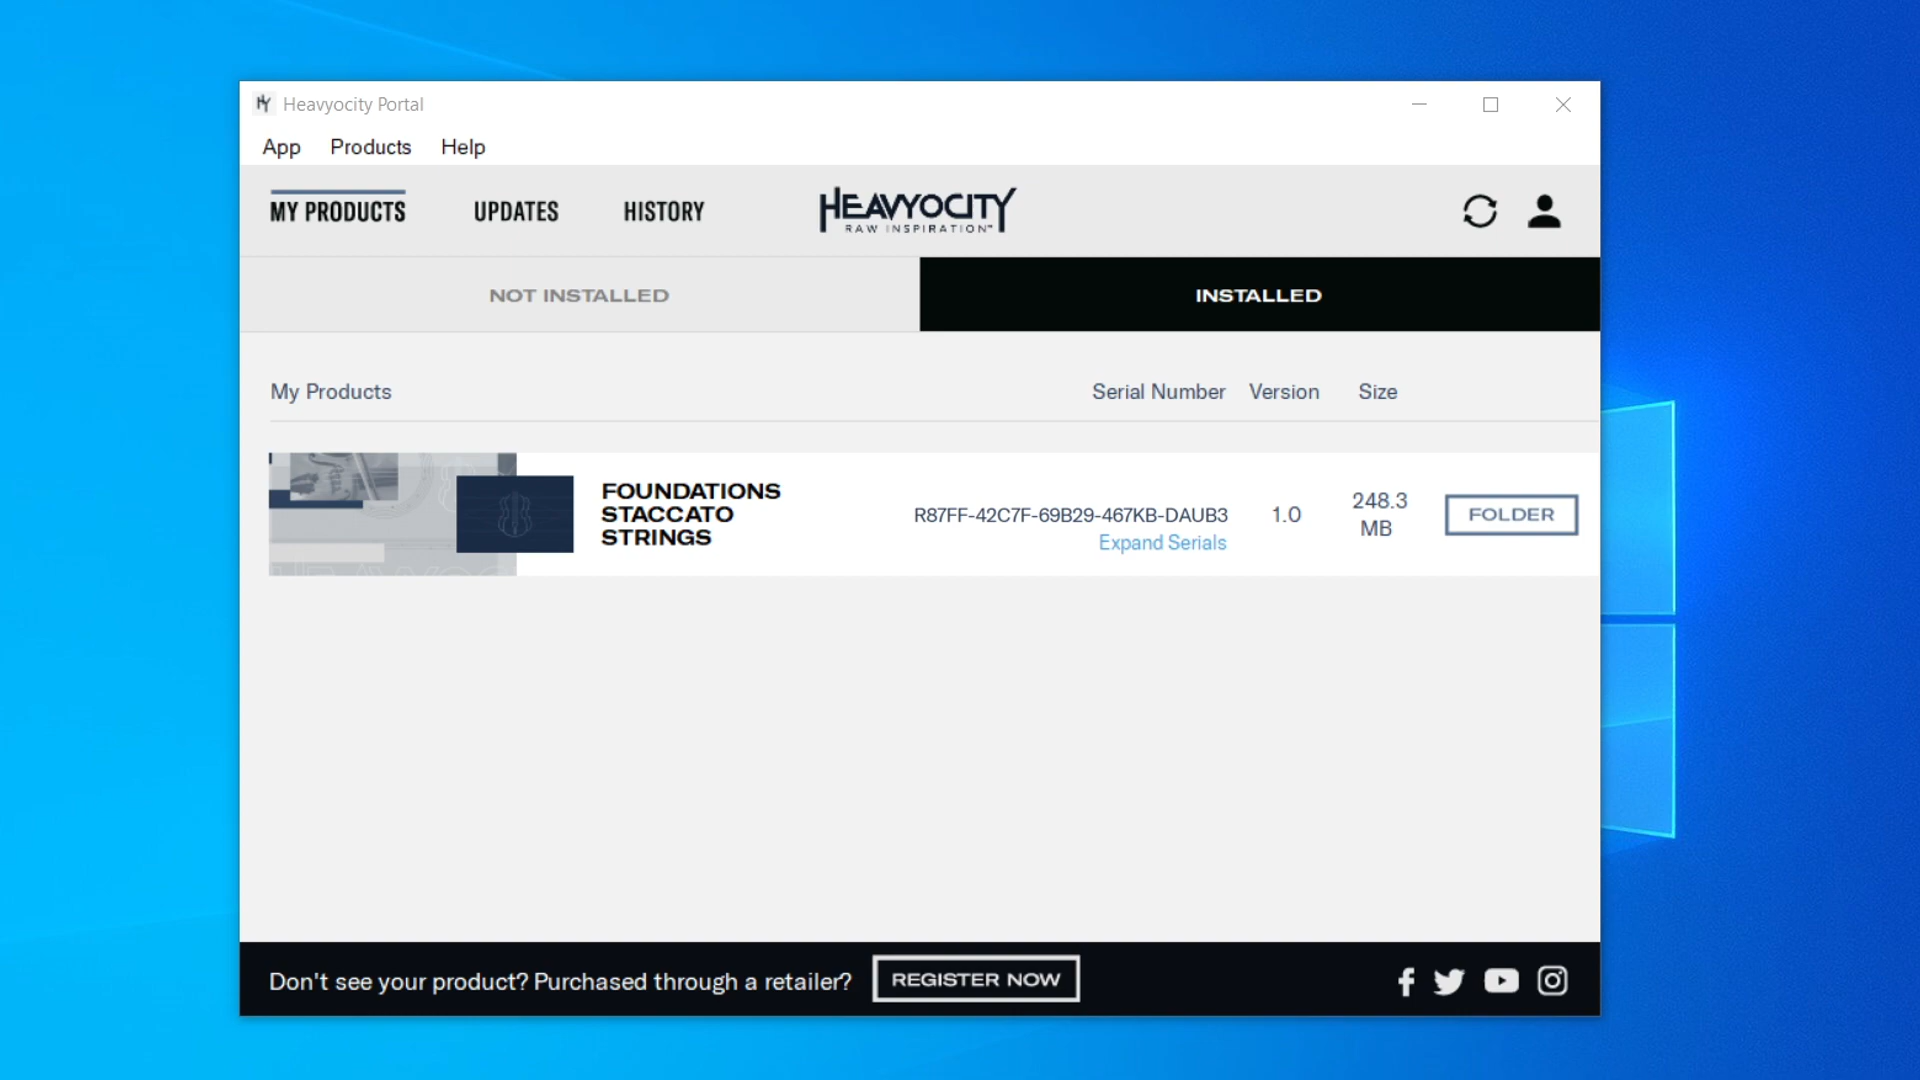 Heavyocity Portal
App Products Help
MY PRODUCTS UPDATES HISTORY HEAVYOCITY
RAW INSPIRATION™
NOT INSTALLED INSTALLED
My Products Serial Number Version Size
FOUNDATIONS
STACCATO
STRINGS
R87FF-42C7F-69B29-467KB-DAUB3 1.0
Expand Serials
248.3
MB
FOLDER
Don't see your product? Purchased through a retailer? REGISTER NOW